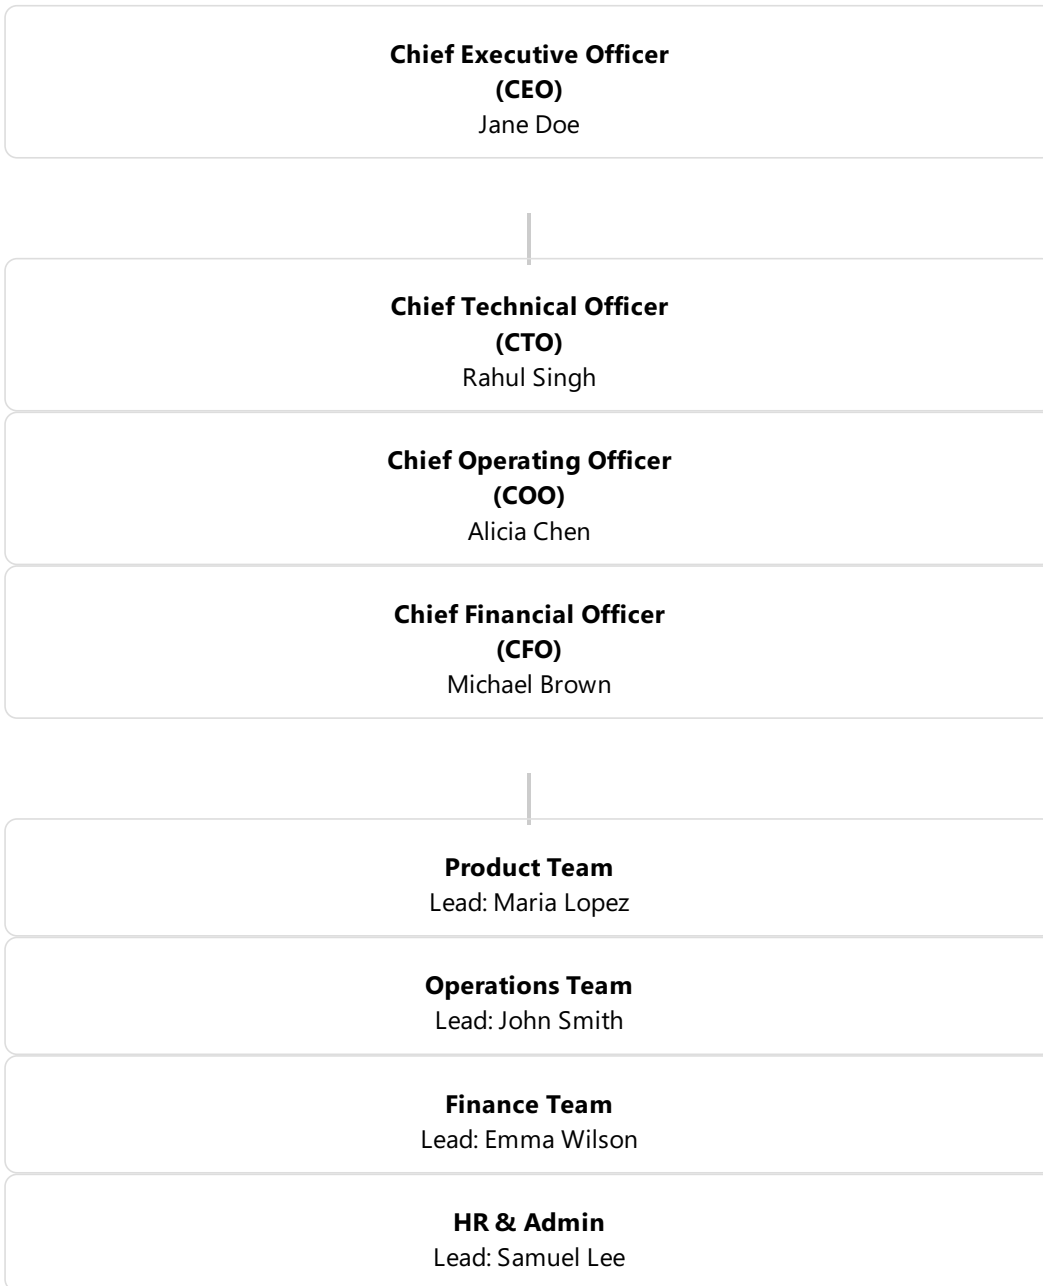 Chief Executive Officer
(CEO)
Jane Doe
Chief Technical Officer
(CTO)
Rahul Singh
Chief Operating Officer
(COO)
Alicia Chen
Chief Financial Officer
(CFO)
Michael Brown
Product Team
Lead: Maria Lopez
Operations Team
Lead: John Smith
Finance Team
Lead: Emma Wilson
HR & Admin
Lead: Samuel Lee